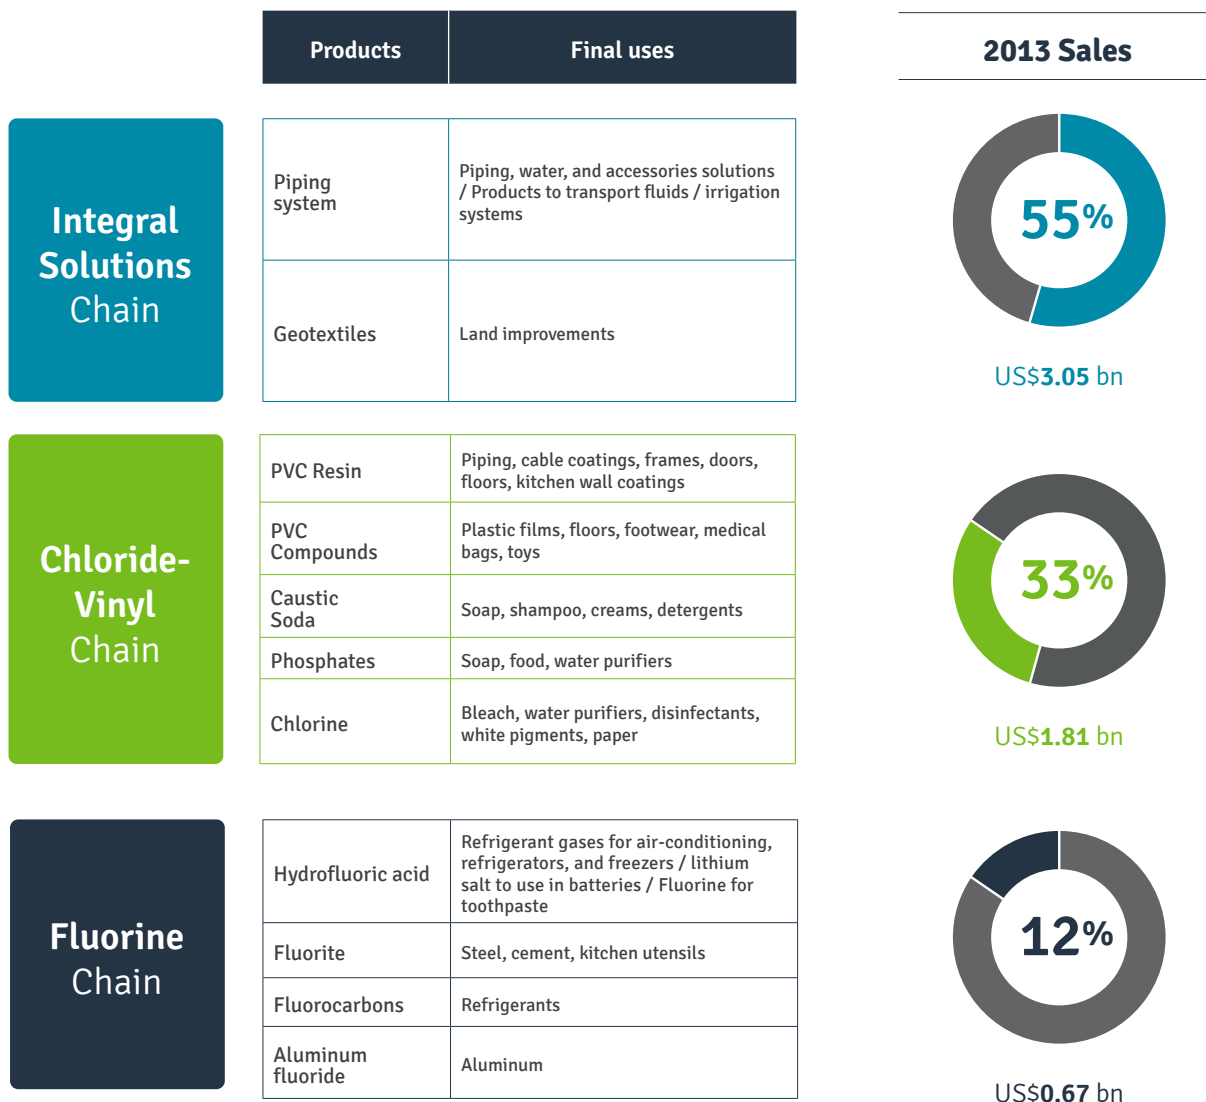 Products
Final uses
2013 Sales
Integral
Solutions
Chain
Piping
system
Piping, water, and accessories solutions
/ Products to transport fluids / irrigation
systems
Geotextiles
Land improvements
55%
US$3.05 bn
Chloride-
Vinyl
Chain
PVC Resin
Piping, cable coatings, frames, doors,
floors, kitchen wall coatings
PVC
Compounds
Plastic films, floors, footwear, medical
bags, toys
Caustic
Soda
Soap, shampoo, creams, detergents
Phosphates
Soap, food, water purifiers
Chlorine
Bleach, water purifiers, disinfectants,
white pigments, paper
33%
US$1.81 bn
Fluorine
Chain
Hydrofluoric acid
Refrigerant gases for air-conditioning,
refrigerators, and freezers / lithium
salt to use in batteries / Fluorine for
toothpaste
Fluorite
Steel, cement, kitchen utensils
Fluorocarbons
Refrigerants
Aluminum
fluoride
Aluminum
12%
US$0.67 bn